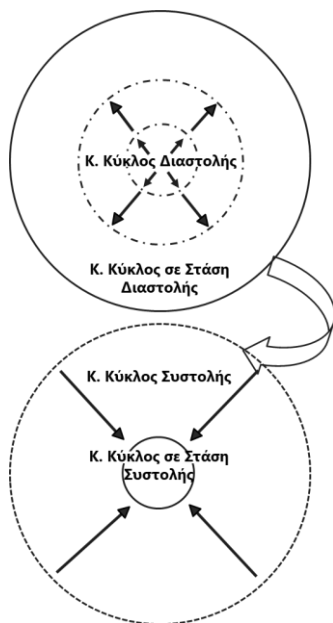 Κ. Κύκλος Διαστολής
Κ. Κύκλος σε Στάση
Διαστολής
Κ. Κύκλος Συστολής
Κ. Κύκλος σε Στάση
Συστολής